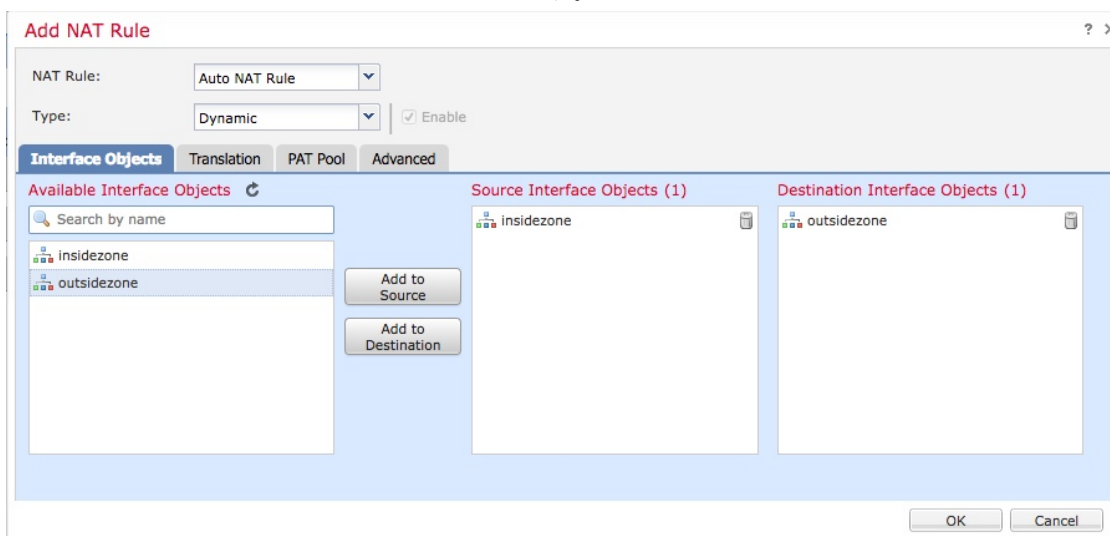 Add NAT Rule
?
NAT Rule:
Auto NAT Rule
Type:
Dynamic
Enable
Interface Objects
Translation
PAT Pool
Advanced
Available Interface Objects
Source Interface Objects (1)
Destination Interface Objects (1)
Search by name
insidezone
outsidezone
Add to
Source
Add to
Destination
insidezone
outsidezone
OK
Cancel